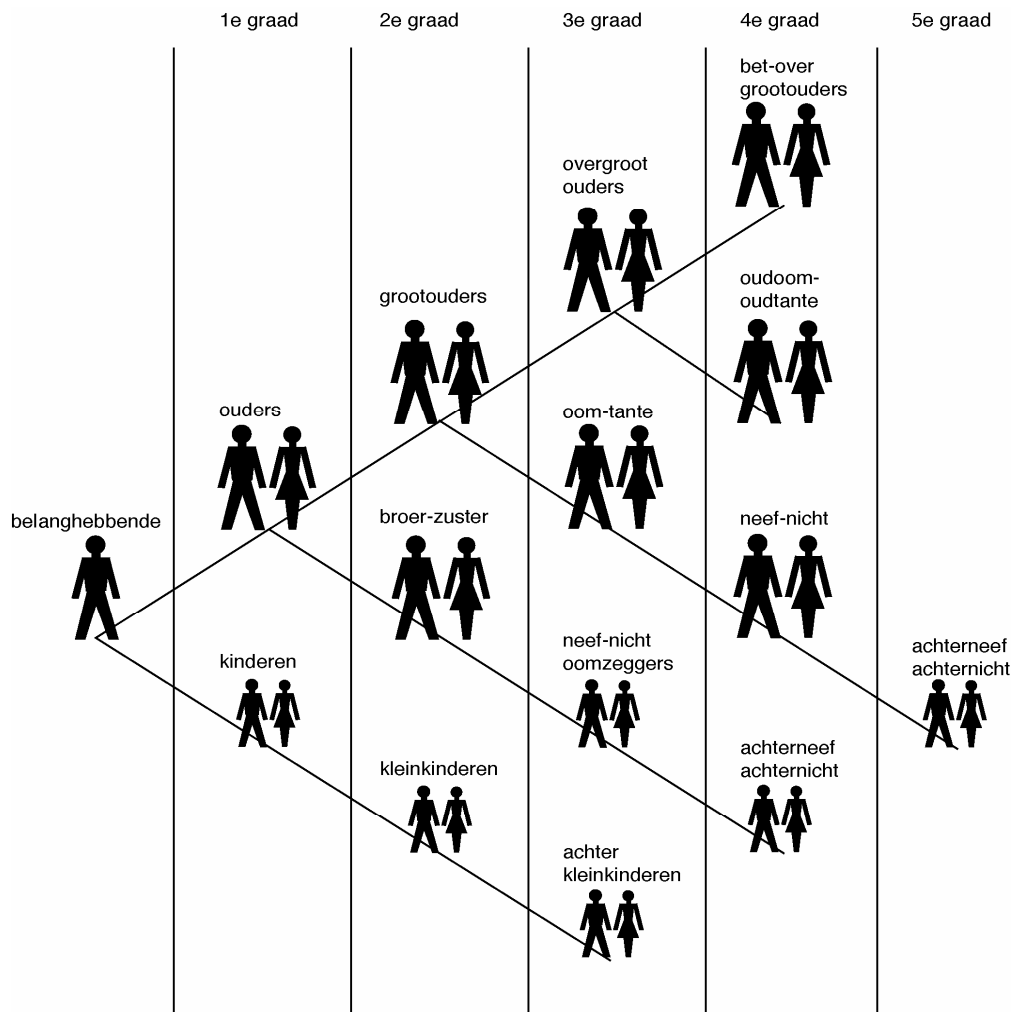 1e graad
2e graad
3e graad
4e graad
5e graad
bet-over
grootouders
overgroot
ouders
oudoom-
oudtante
grootouders
ouders
oom-tante
belanghebbende
broer-zuster
neef-nicht
neef-nicht
oomzeggers
achterneef
achternicht
kinderen
kleinkinderen
achterneef
achternicht
achter
kleinkinderen